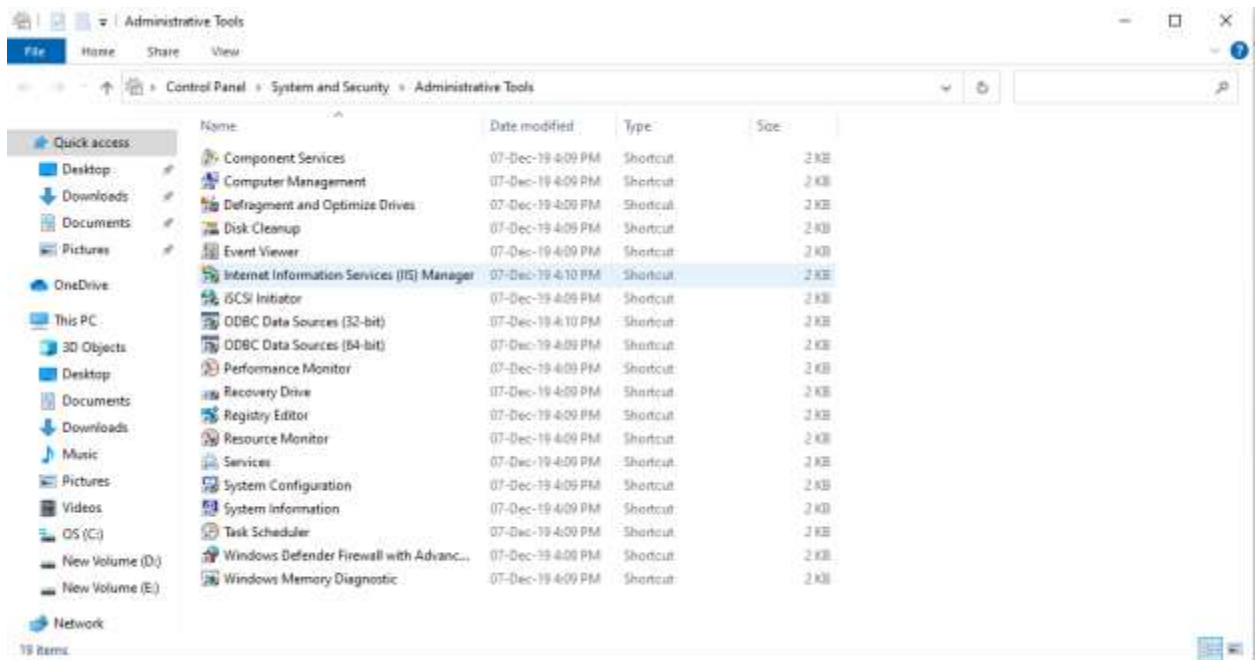 Administrative Tools
File Home Share View
Control Panel System and Security Administrative Tools
Name Date modified Type Size
Quick access
Desktop
Downloads
Documents
Pictures
OneDrive
This PC
3D Objects
Desktop
Documents
Downloads
Music
Pictures
Videos
OS (C:)
New Volume (D:)
New Volume (E:)
Network
Component Services 07-Dec-19 4:09 PM Shortcut 2 KB
Computer Management 07-Dec-19 4:09 PM Shortcut 2 KB
Defragment and Optimize Drives 07-Dec-19 4:09 PM Shortcut 2 KB
Disk Cleanup 07-Dec-19 4:09 PM Shortcut 2 KB
Event Viewer 07-Dec-19 4:09 PM Shortcut 2 KB
Internet Information Services (IIS) Manager 07-Dec-19 4:10 PM Shortcut 2 KB
iSCSI Initiator 07-Dec-19 4:09 PM Shortcut 2 KB
ODBC Data Sources (32-bit) 07-Dec-19 4:10 PM Shortcut 2 KB
ODBC Data Sources (64-bit) 07-Dec-19 4:09 PM Shortcut 2 KB
Performance Monitor 07-Dec-19 4:09 PM Shortcut 2 KB
Recovery Drive 07-Dec-19 4:09 PM Shortcut 2 KB
Registry Editor 07-Dec-19 4:09 PM Shortcut 2 KB
Resource Monitor 07-Dec-19 4:09 PM Shortcut 2 KB
Services 07-Dec-19 4:09 PM Shortcut 2 KB
System Configuration 07-Dec-19 4:09 PM Shortcut 2 KB
System Information 07-Dec-19 4:09 PM Shortcut 2 KB
Task Scheduler 07-Dec-19 4:09 PM Shortcut 2 KB
Windows Defender Firewall with Advanc... 07-Dec-19 4:08 PM Shortcut 2 KB
Windows Memory Diagnostic 07-Dec-19 4:09 PM Shortcut 2 KB
19 items